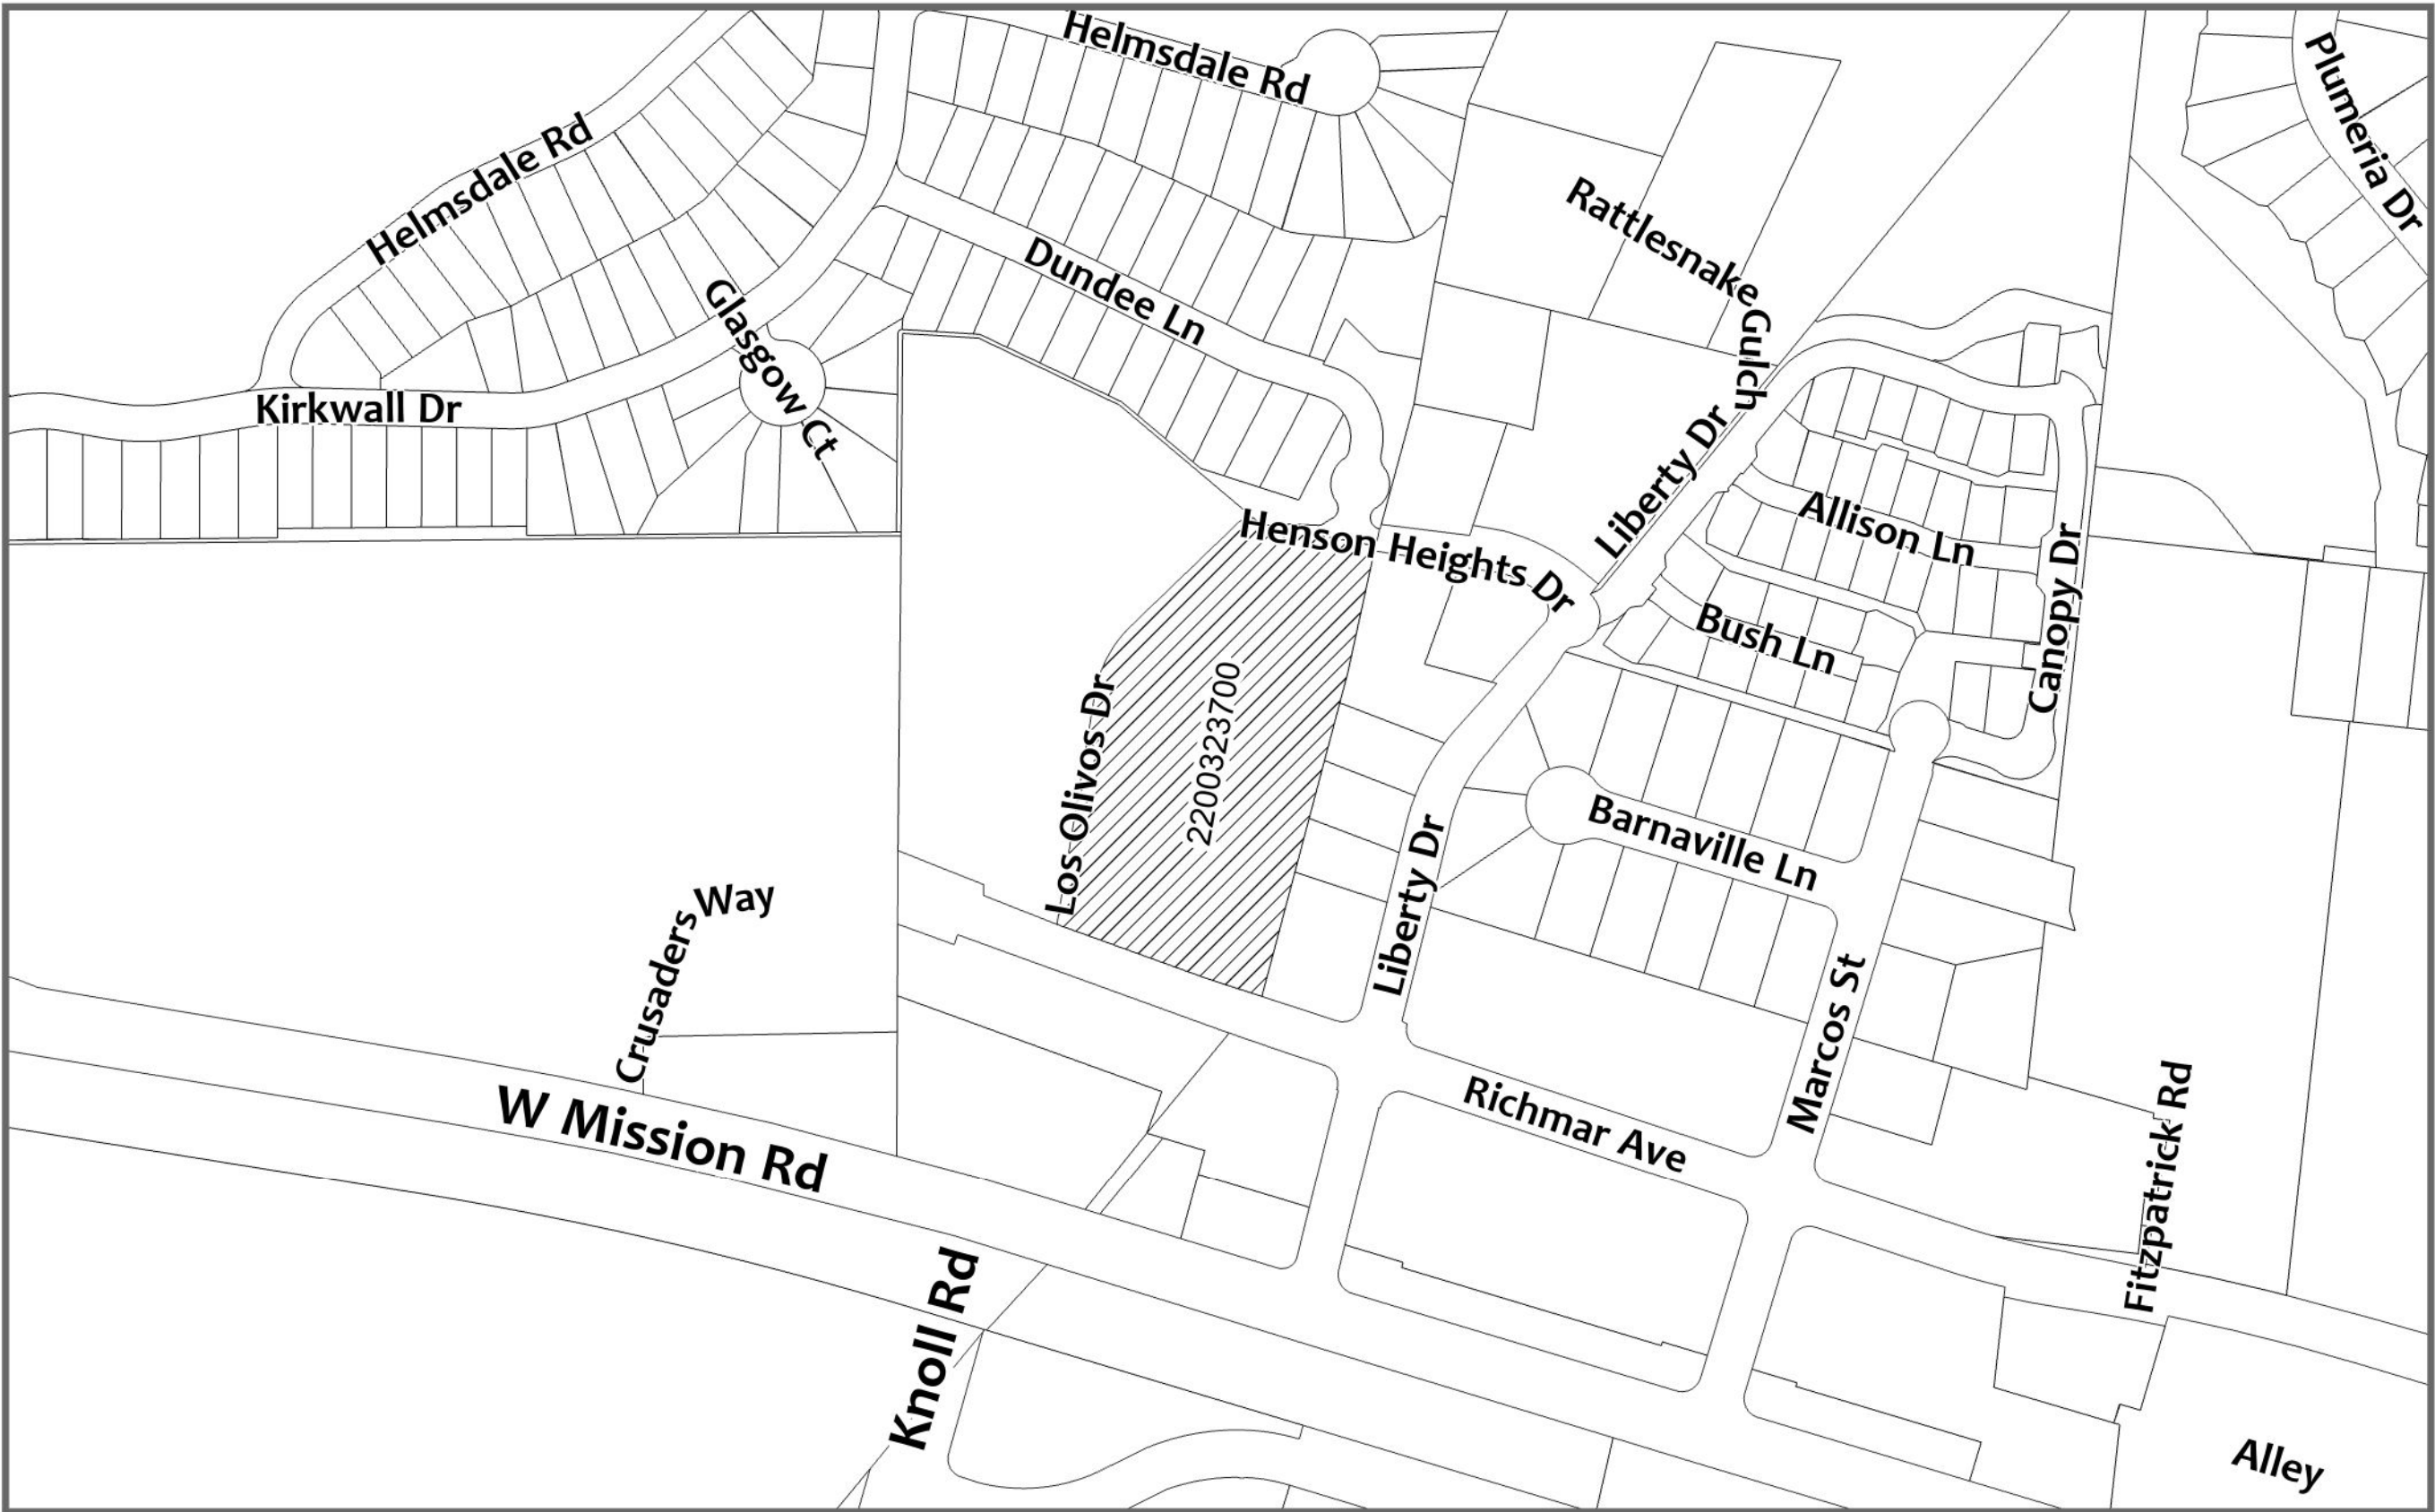 Helmsdale Rd
Plumeria Dr
Helmsdale Rd
Rattlesnake
Gulch
Dundee Ln
Glasgow Ct
Kirkwall Dr
Liberty Dr
Allison Ln
Henson Heights Dr
Canopy Dr
Bush Ln
Los Olivos Dr
2200323700
Barnaville Ln
Liberty Dr
Crusaders Way
Marcos St
W Mission Rd
Richmar Ave
Fitzpatrick Rd
Knoll Rd
Alley